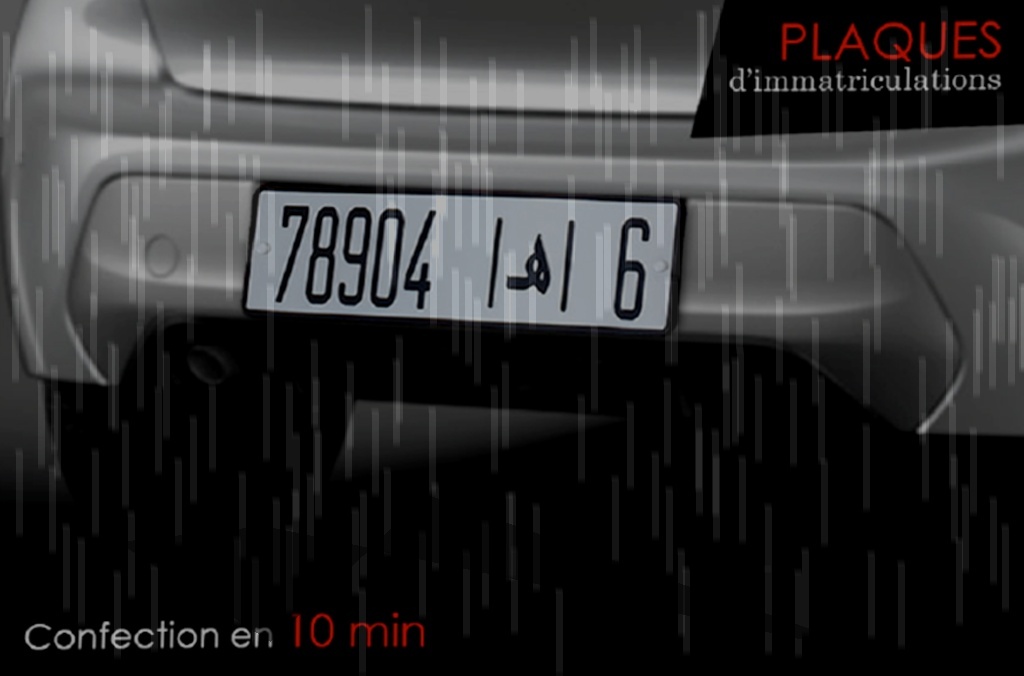 PLAQUES
d'immatriculations
78904 | هـ | 6
Confection en 10 min